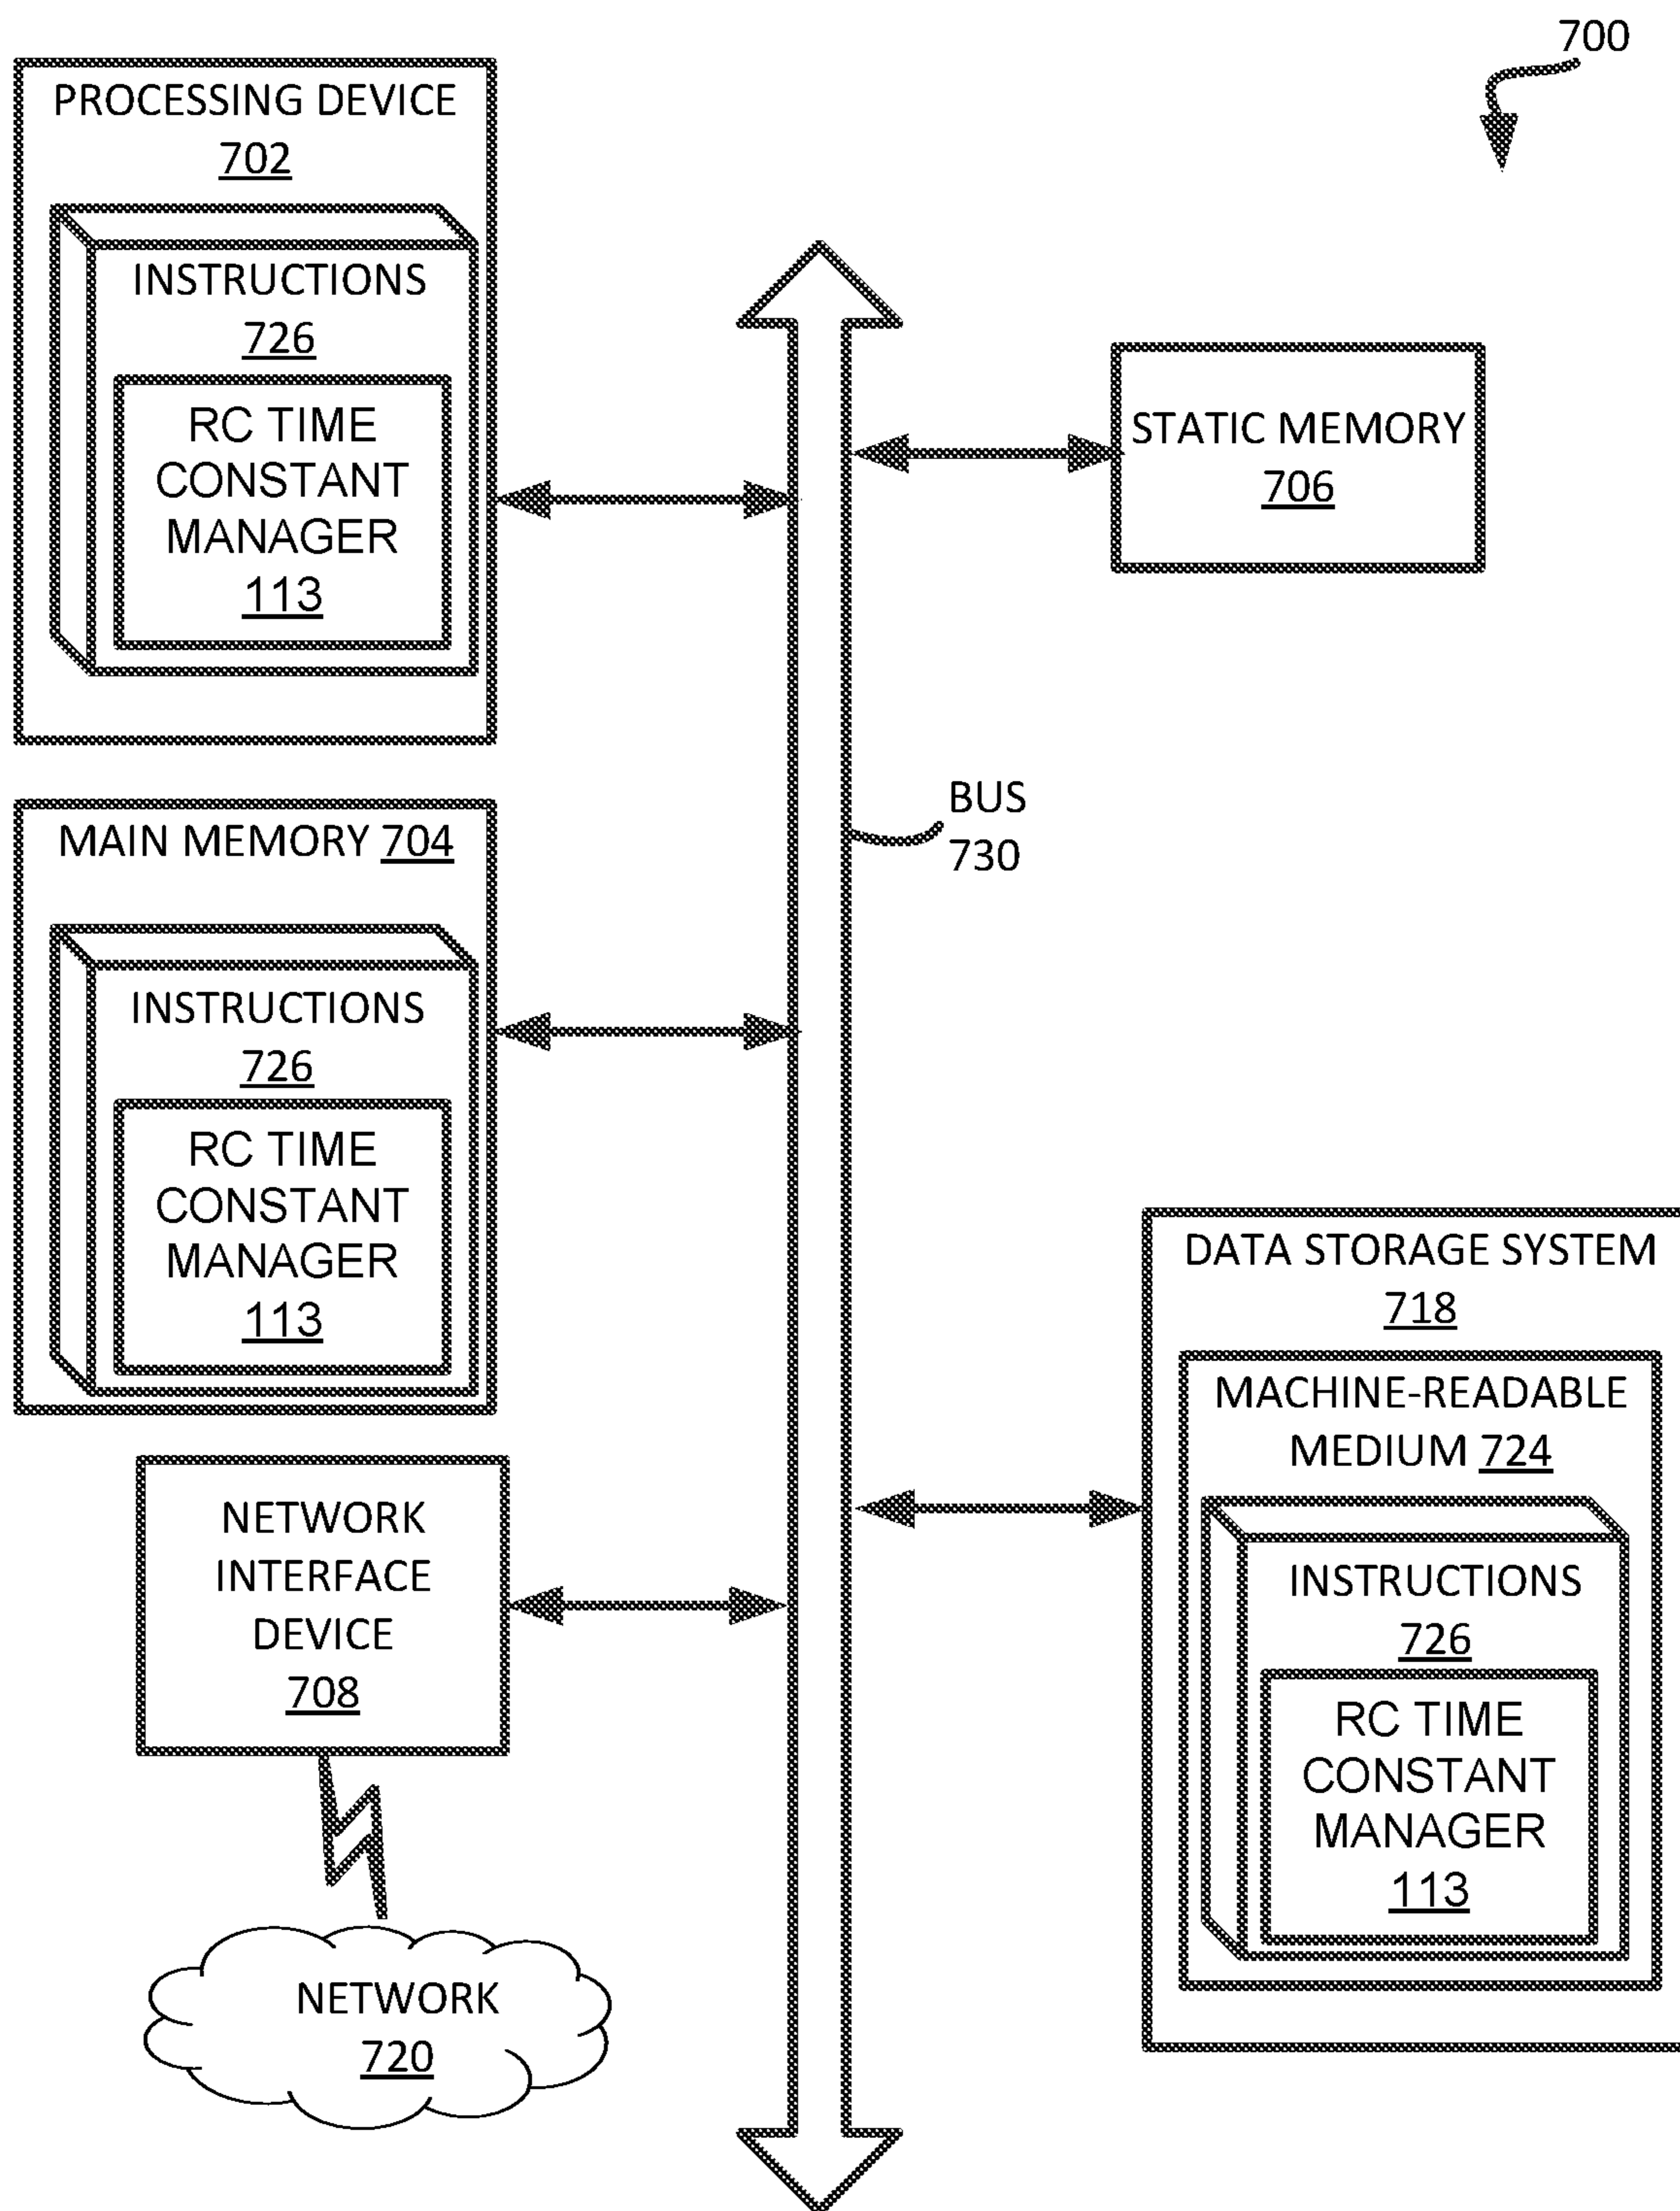 700
PROCESSING DEVICE
702
INSTRUCTIONS
726
RC TIME
CONSTANT
MANAGER
113
STATIC MEMORY
706
BUS
730
MAIN MEMORY 704
INSTRUCTIONS
726
RC TIME
CONSTANT
MANAGER
113
DATA STORAGE SYSTEM
718
MACHINE-READABLE
MEDIUM 724
INSTRUCTIONS
726
RC TIME
CONSTANT
MANAGER
113
NETWORK
INTERFACE
DEVICE
708
NETWORK
720